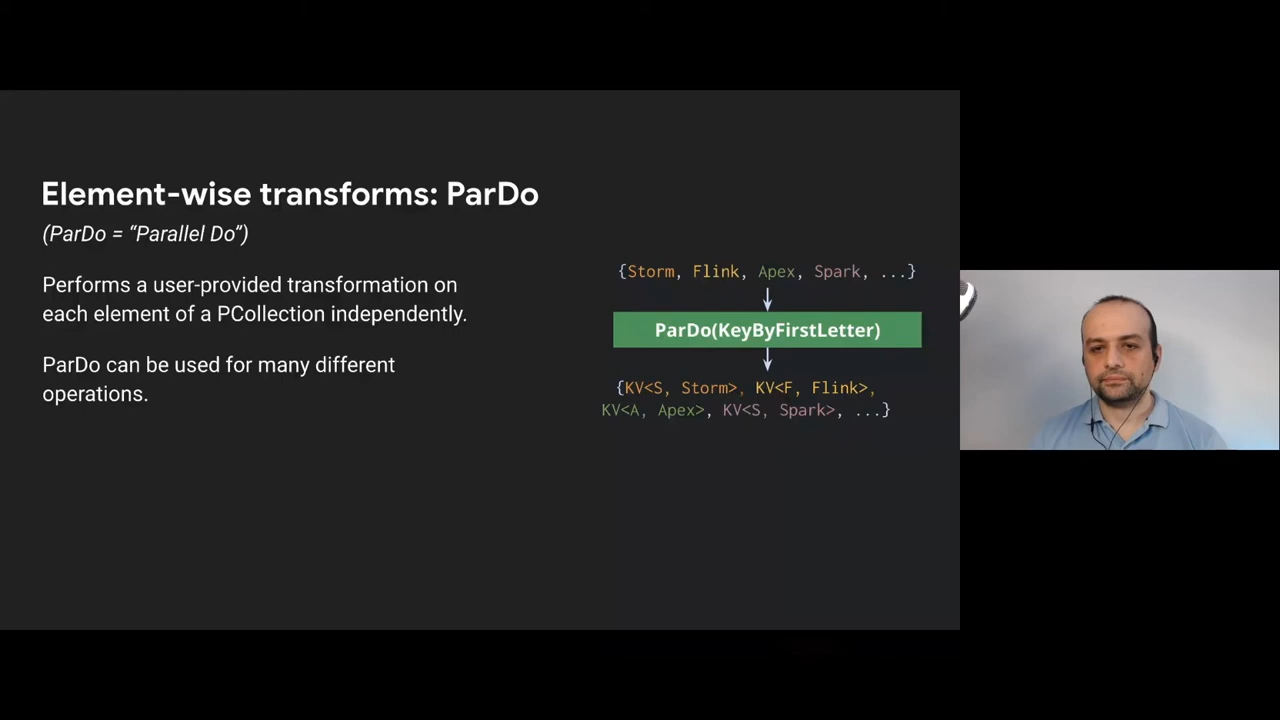 Element-wise transforms: ParDo
(ParDo = “Parallel Do”)
Performs a user-provided transformation on
each element of a PCollection independently.
ParDo can be used for many different
operations.
{Storm, Flink, Apex, Spark, ...}
ParDo(KeyByFirstLetter)
{KV<S, Storm>, KV<F, Flink>,
KV<A, Apex>, KV<S, Spark>, ...}